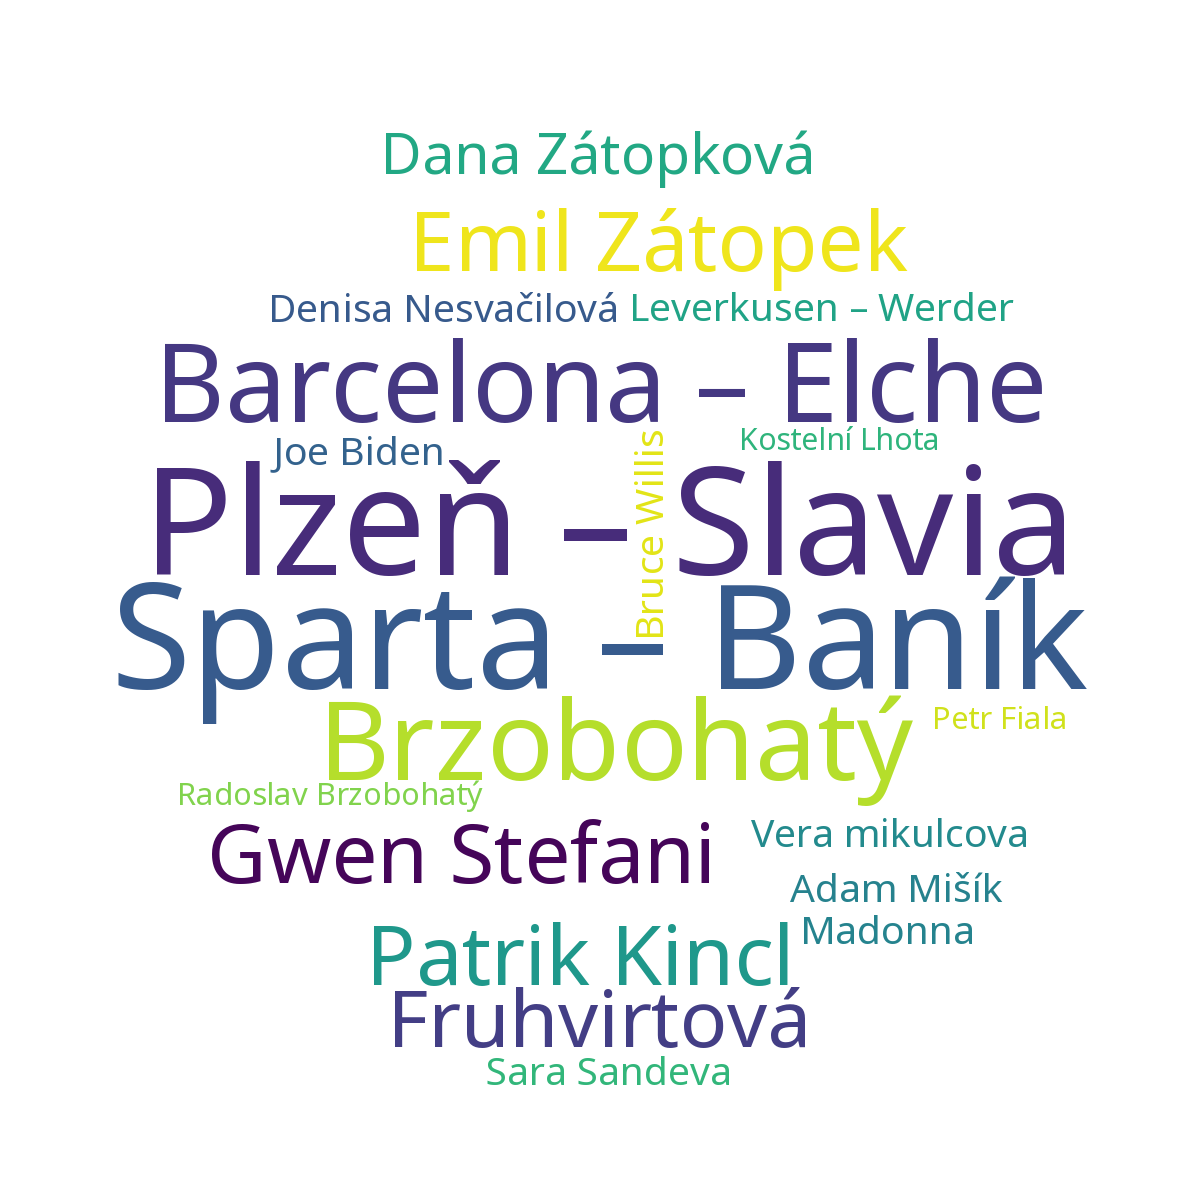 Dana Zátopková
Emil Zátopek
Denisa Nesvačilová
Leverkusen – Werder
Barcelona – Elche
Joe Biden
Bruce Willis
Kostelní Lhota
Plzeň – Slavia
Sparta – Baník
Brzobohatý
Petr Fiala
Radoslav Brzobohatý
Gwen Stefani
Vera mikulcova
Adam Mišík
Madonna
Patrik Kincl
Fruhvirtová
Sara Sandeva